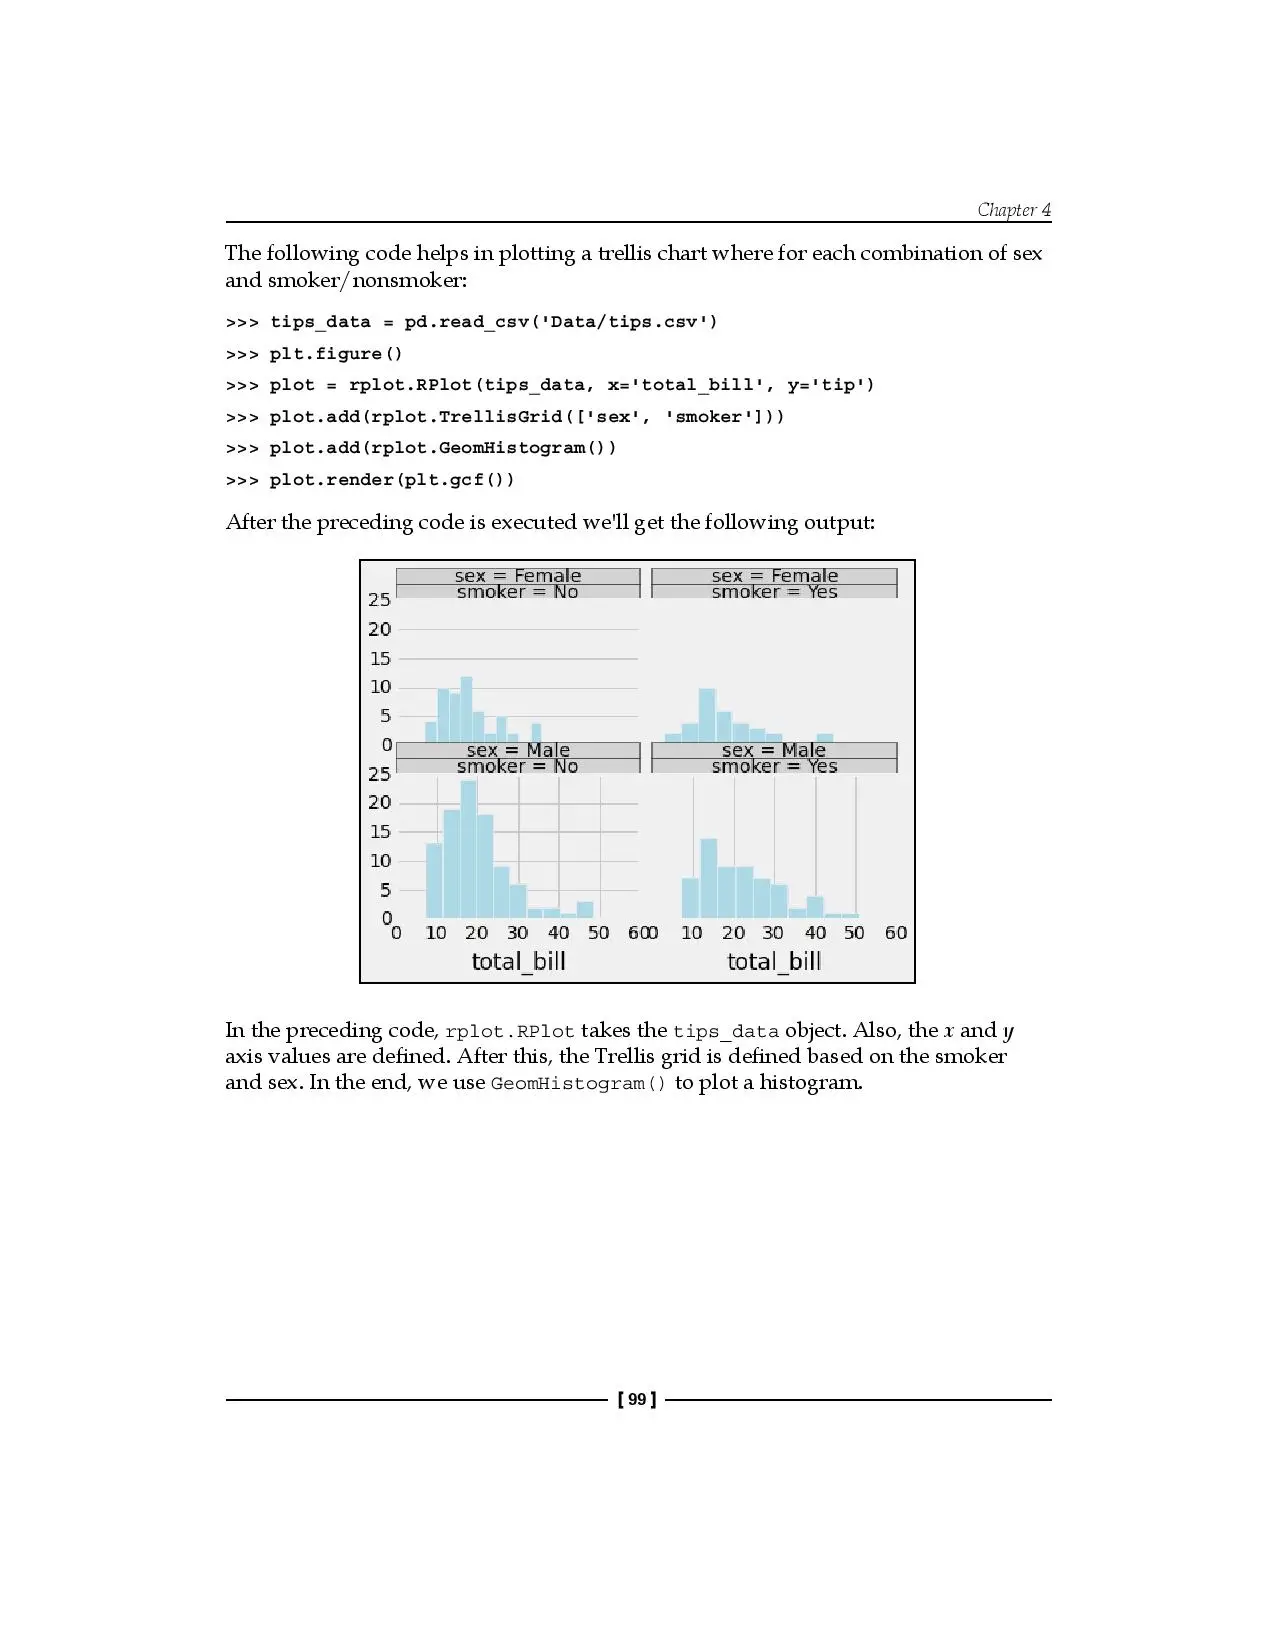 Chapter 4
The following code helps in plotting a trellis chart where for each combination of sex
and smoker/nonsmoker:
>>> tips_data = pd.read_csv('Data/tips.csv')
>>> plt.figure()
>>> plot = rplot.RPlot(tips_data, x='total_bill', y='tip')
>>> plot.add(rplot.TrellisGrid(['sex', 'smoker']))
>>> plot.add(rplot.GeomHistogram())
>>> plot.render(plt.gcf())
After the preceding code is executed we'll get the following output:
sex = Female sex = Female
smoker = No smoker = Yes
25
20
15
10
5
0
sex = Male sex = Male
smoker = No smoker = Yes
25
20
15
10
5
0
0 10 20 30 40 50 60 0 10 20 30 40 50 60
total_bill total_bill
In the preceding code, rplot.RPlot takes the tips_data object. Also, the x and y
axis values are defined. After this, the Trellis grid is defined based on the smoker
and sex. In the end, we use GeomHistogram() to plot a histogram.
[ 99 ]